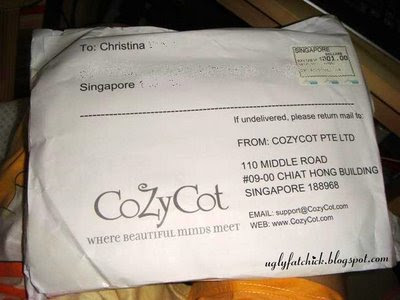 To: Christina
Singapore
SINGAPORE
001.00
If undelivered, please return mail to:
FROM: COZYCOT PTE LTD
110 MIDDLE ROAD
#09-00 CHIAT HONG BUILDING
SINGAPORE 188968
EMAIL: support@CozyCot.com
WEB: www.CozyCot.com
CoZyCot
WHERE BEAUTIFUL MINDS MEET
uglyfatchick.blogspot.com